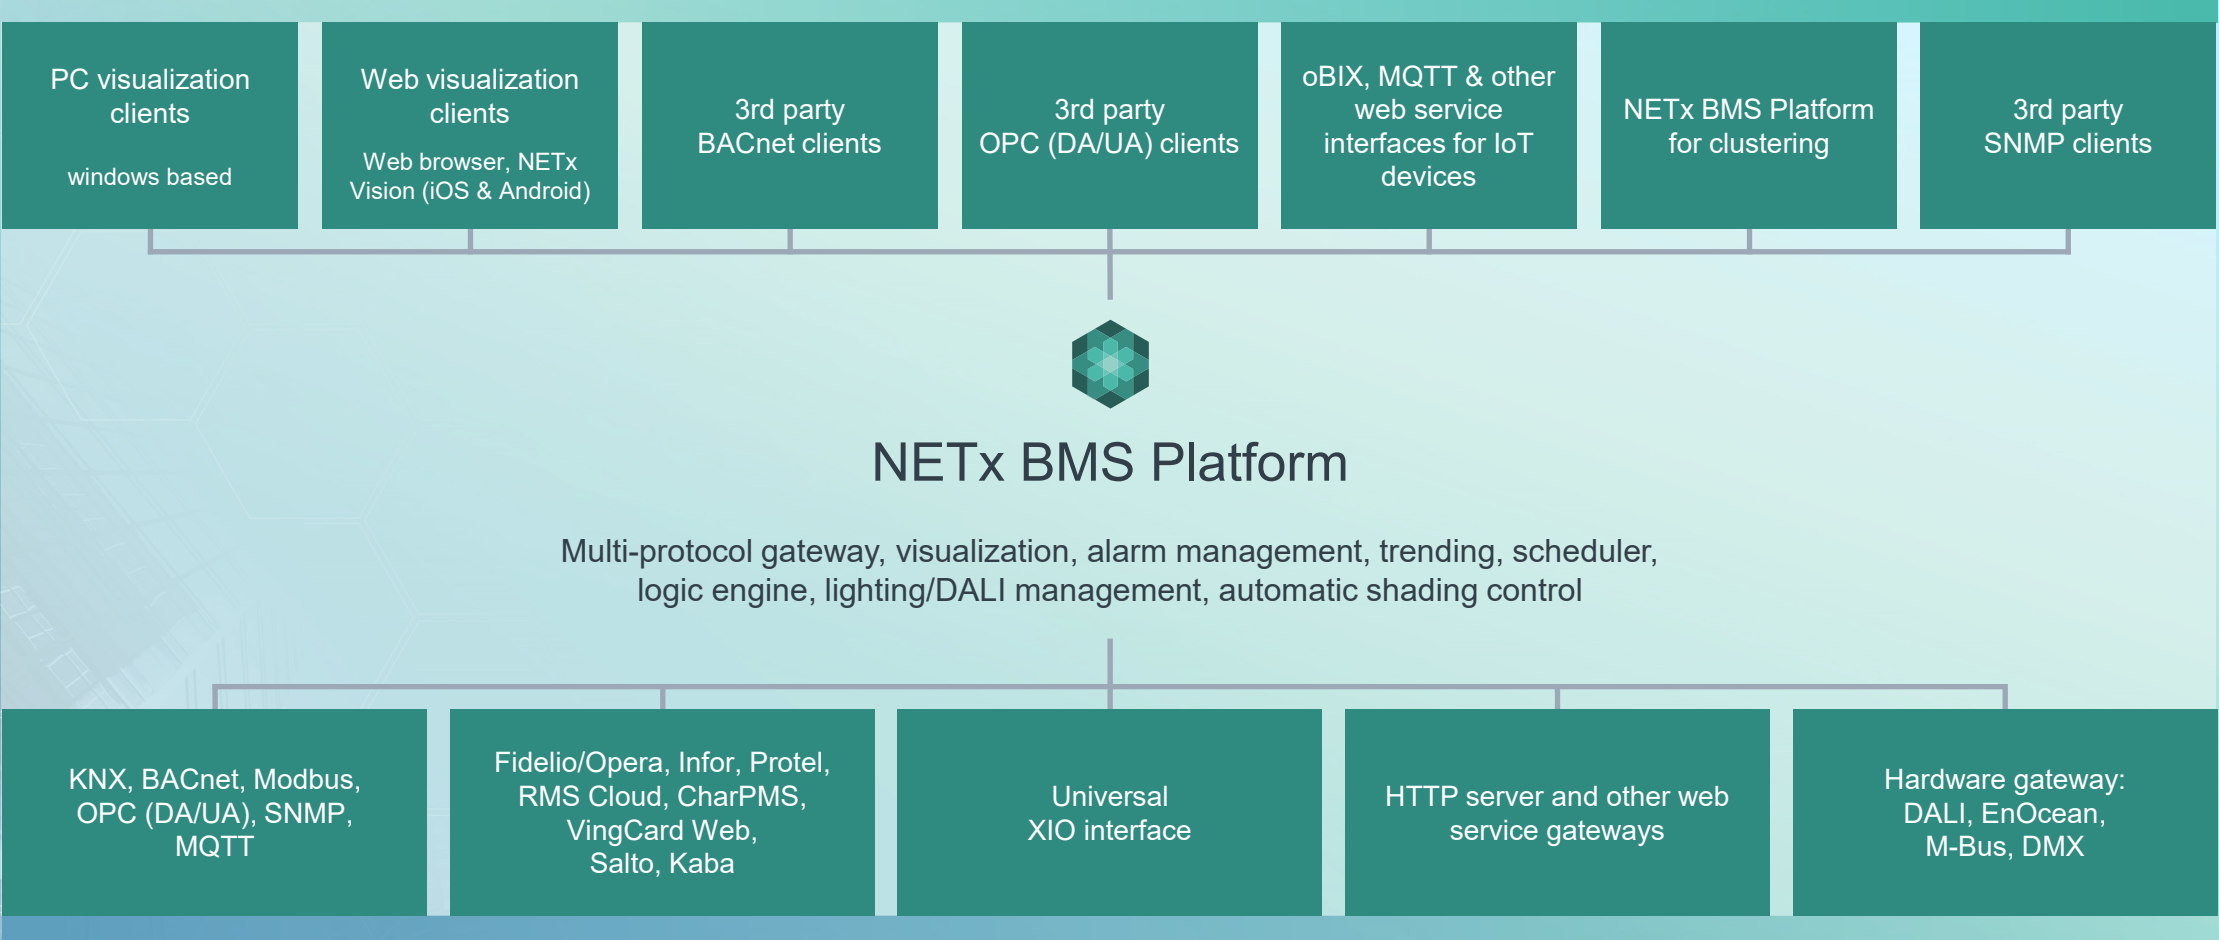 PC visualization
clients
windows based
Web visualization
clients
Web browser, NETx
Vision (iOS & Android)
3rd party
BACnet clients
3rd party
OPC (DA/UA) clients
oBIX, MQTT & other
web service
interfaces for IoT
devices
NETx BMS Platform
for clustering
3rd party
SNMP clients
NETx BMS Platform
Multi-protocol gateway, visualization, alarm management, trending, scheduler,
logic engine, lighting/DALI management, automatic shading control
KNX, BACnet, Modbus,
OPC (DA/UA), SNMP,
MQTT
Fidelio/Opera, Infor, Protel,
RMS Cloud, CharPMS,
VingCard Web,
Salto, Kaba
Universal
XIO interface
HTTP server and other web
service gateways
Hardware gateway:
DALI, EnOcean,
M-Bus, DMX